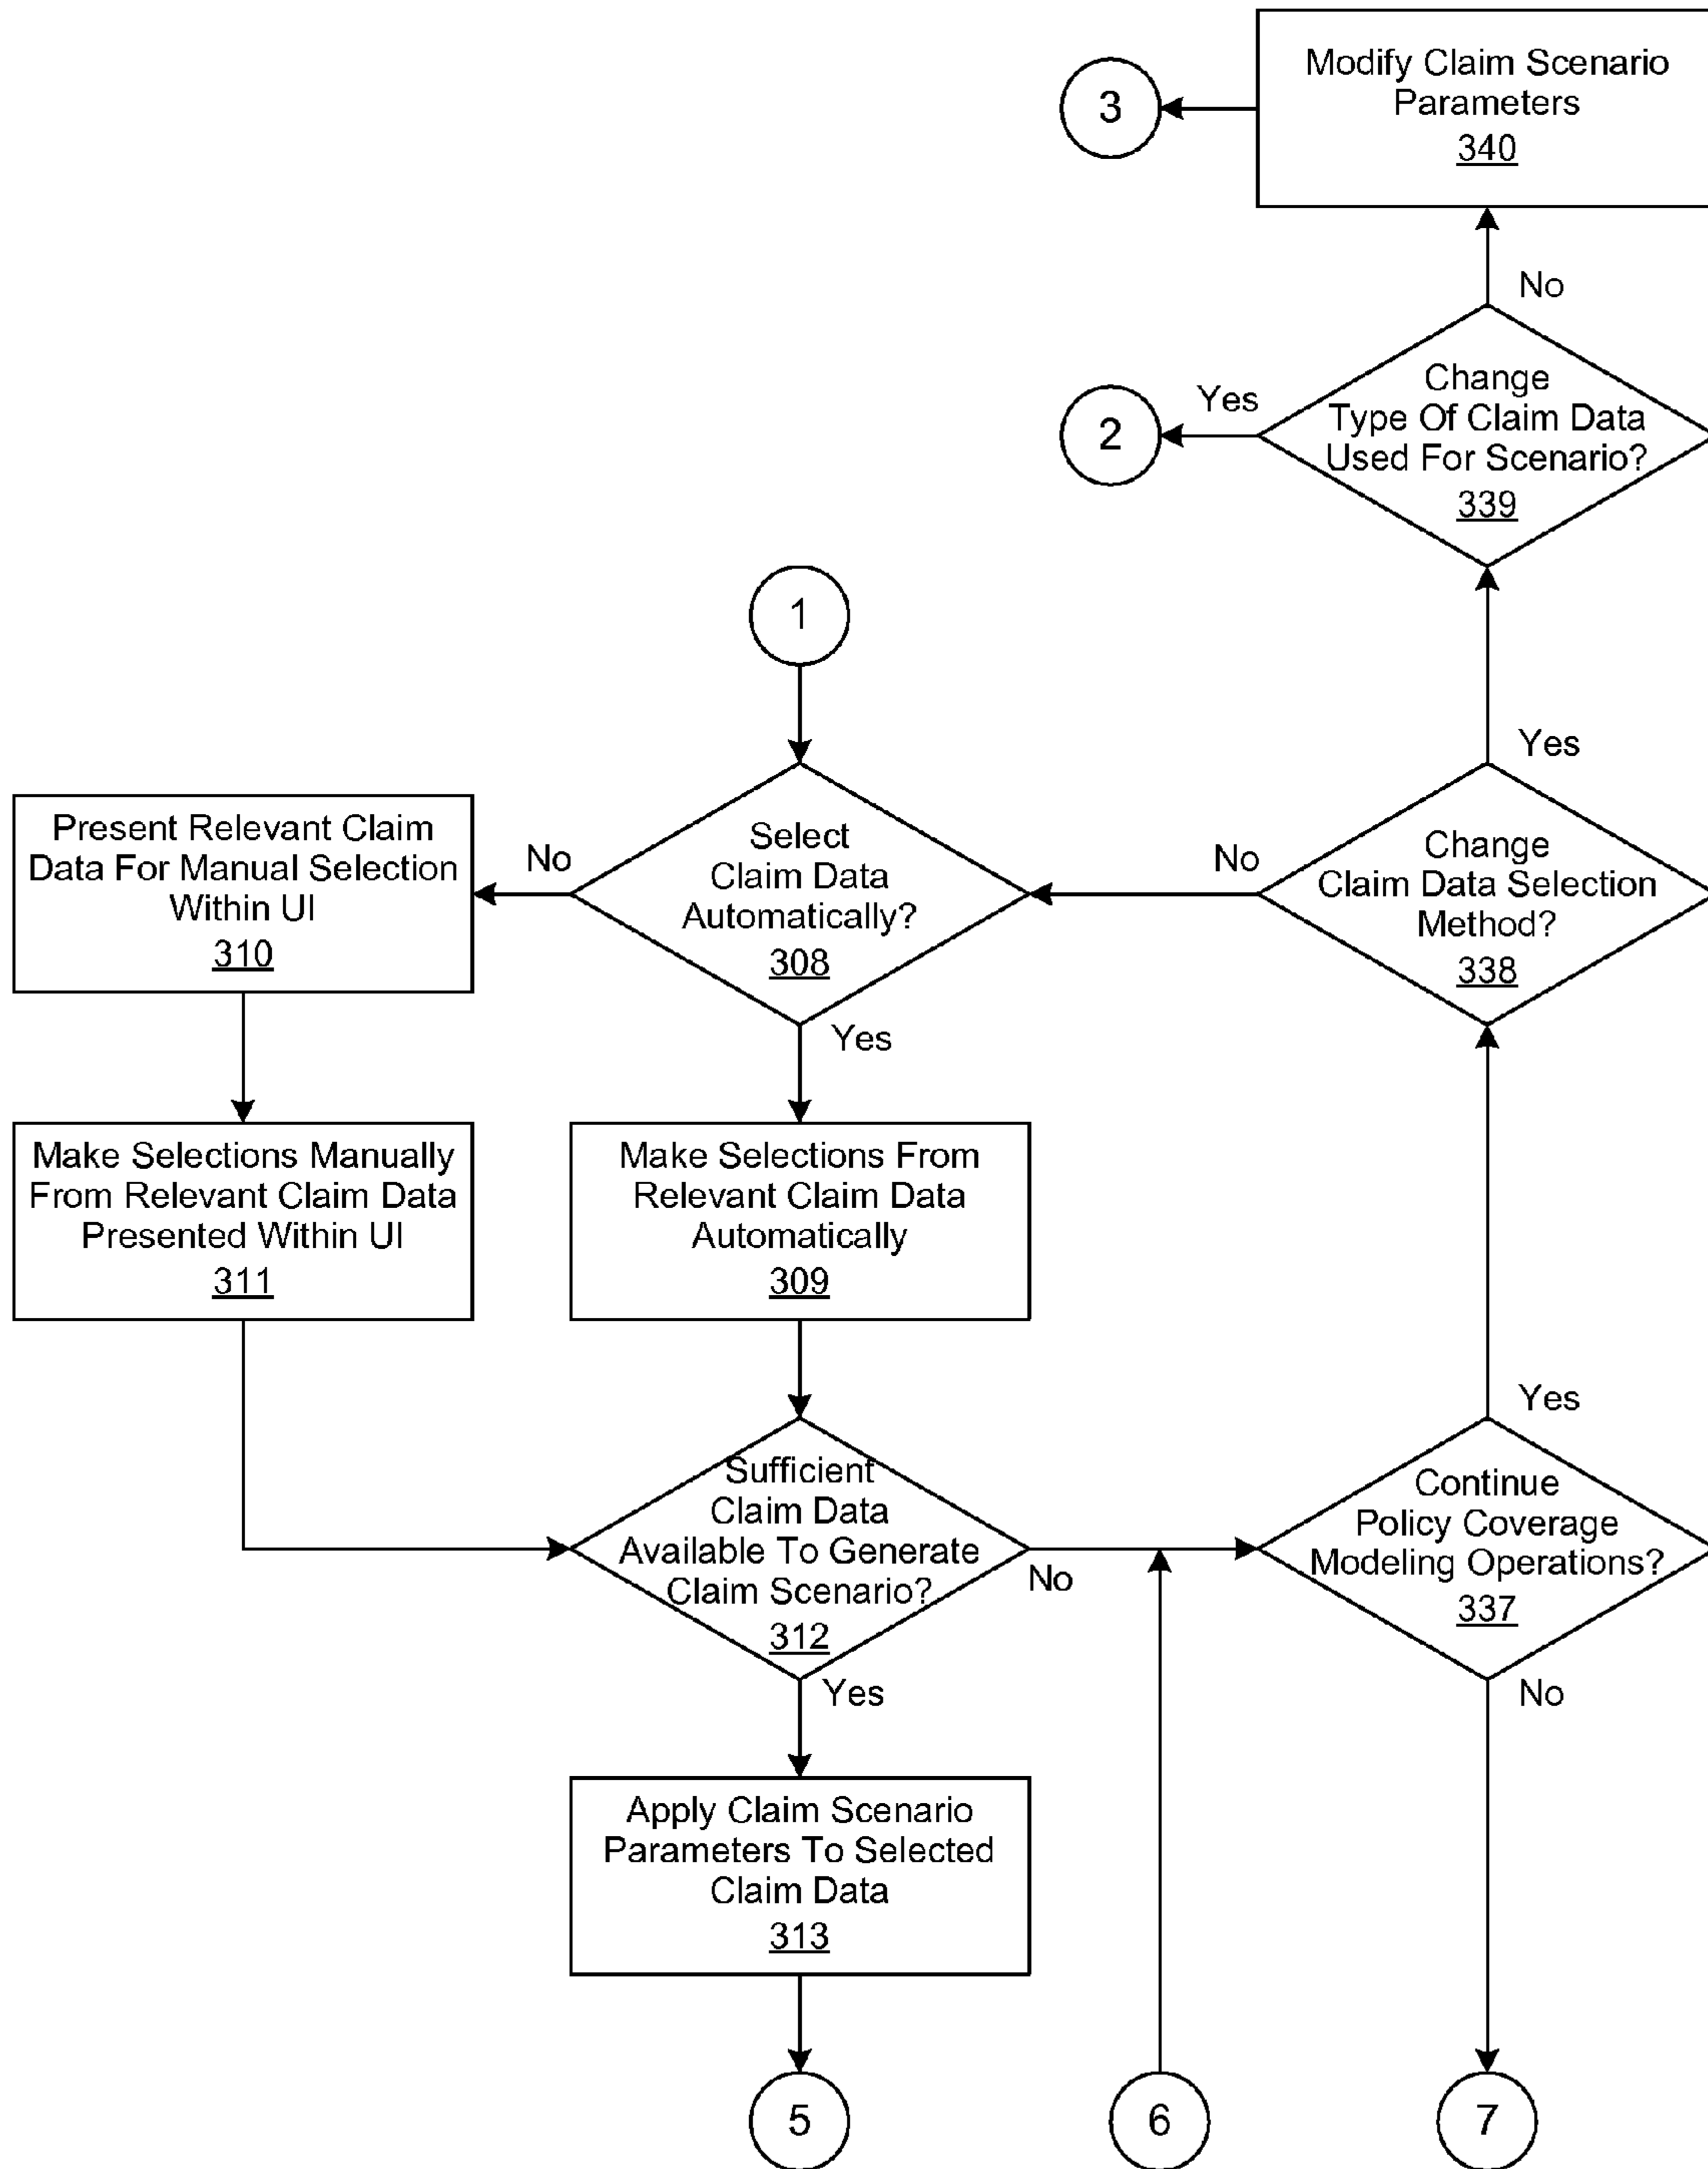 Modify Claim Scenario
Parameters
340
3
No
Change
Type Of Claim Data
Used For Scenario?
339
Yes
2
1
Yes
Present Relevant Claim
Data For Manual Selection
Within UI
310
No
Select
Claim Data
Automatically?
308
No
Change
Claim Data Selection
Method?
338
Yes
Make Selections Manually
From Relevant Claim Data
Presented Within UI
311
Make Selections From
Relevant Claim Data
Automatically
309
Yes
Sufficient
Claim Data
Available To Generate
Claim Scenario?
312
No
Continue
Policy Coverage
Modeling Operations?
337
Yes
No
Apply Claim Scenario
Parameters To Selected
Claim Data
313
5
6
7